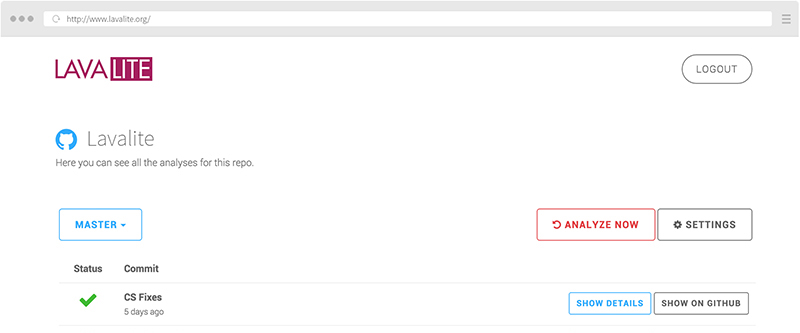 http://www.lavalite.org/
LAVALITE
LOGOUT
Lavalite
Here you can see all the analyses for this repo.
MASTER
ANALYZE NOW
SETTINGS
Status Commit
CS Fixes
5 days ago
SHOW DETAILS
SHOW ON GITHUB